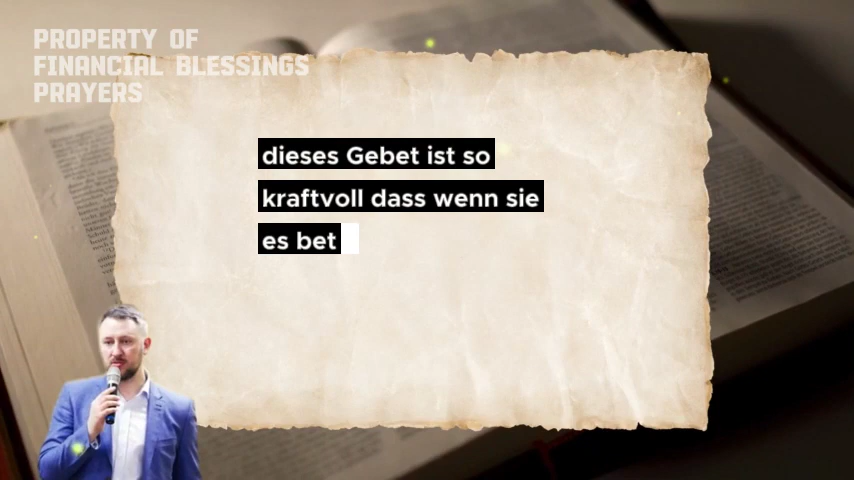 PROPERTY OF
FINANCIAL BLESSINGS
PRAYERS
dieses Gebet ist so
kraftvoll dass wenn sie
es bet